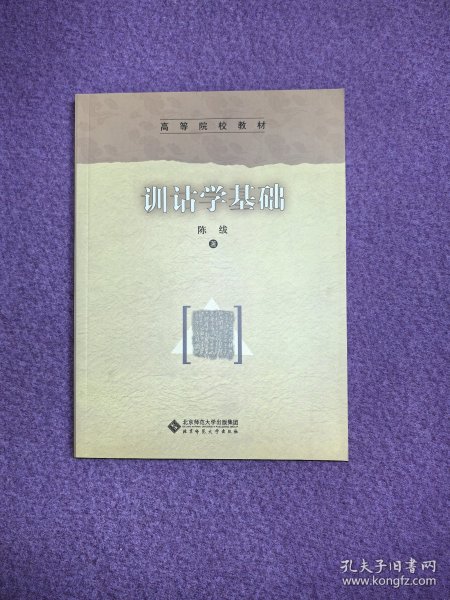 高等院校教材
训诂学基础
陈绂
著
北京师范大学出版集团
北京师范大学出版社
孔夫子旧书网
www.kongfz.com